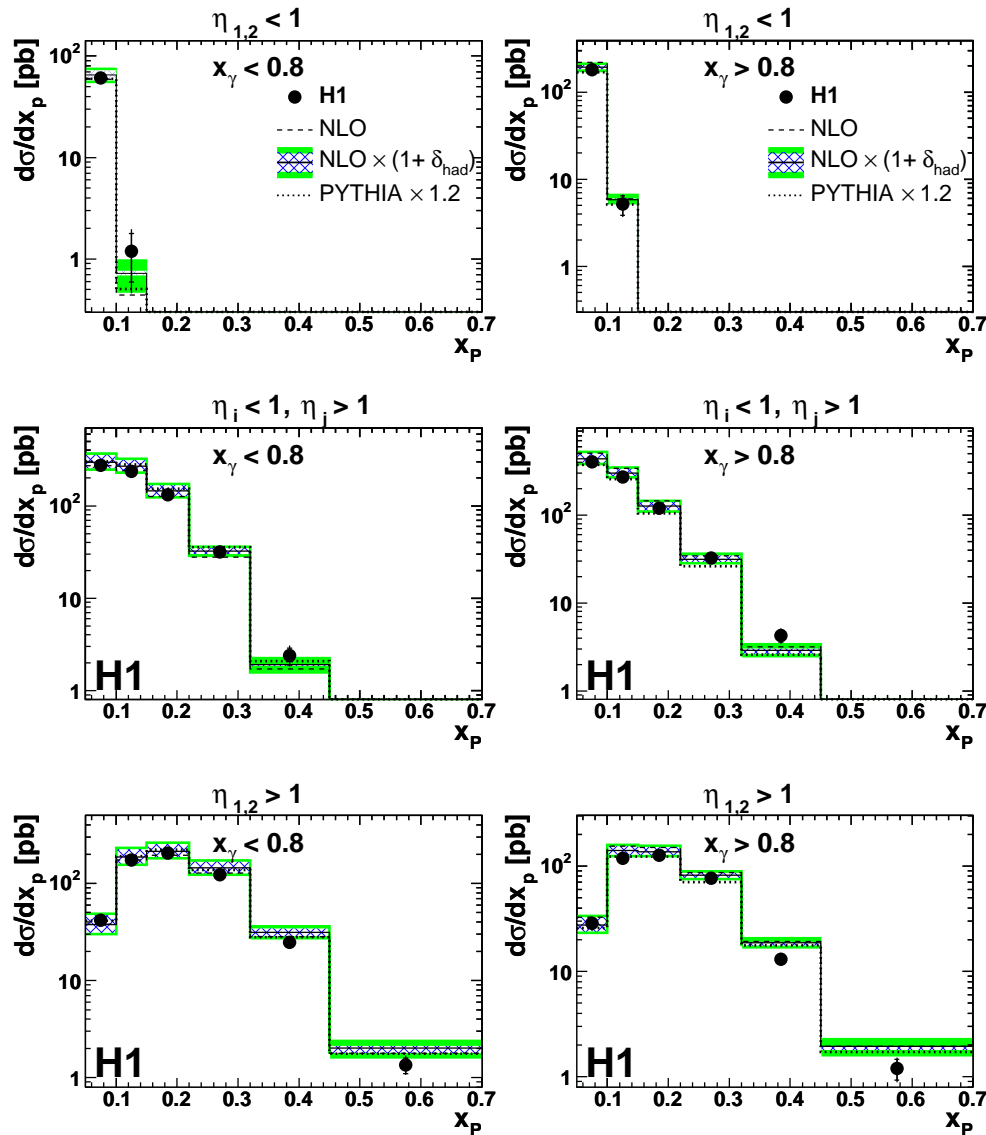 η1,2 < 1
xγ < 0.8
dσ/dxp [pb]
10²
10
1
H1
NLO
NLO × (1+ δhad)
PYTHIA × 1.2
0.1 0.2 0.3 0.4 0.5 0.6 0.7
xP
η1,2 < 1
xγ > 0.8
dσ/dxp [pb]
10²
10
1
H1
NLO
NLO × (1+ δhad)
PYTHIA × 1.2
0.1 0.2 0.3 0.4 0.5 0.6 0.7
xP
ηi < 1, ηj > 1
xγ < 0.8
dσ/dxp [pb]
10²
10
1
H1
0.1 0.2 0.3 0.4 0.5 0.6 0.7
xP
ηi < 1, ηj > 1
xγ > 0.8
dσ/dxp [pb]
10²
10
1
H1
0.1 0.2 0.3 0.4 0.5 0.6 0.7
xP
η1,2 > 1
xγ < 0.8
dσ/dxp [pb]
10²
10
1
H1
0.1 0.2 0.3 0.4 0.5 0.6 0.7
xP
η1,2 > 1
xγ > 0.8
dσ/dxp [pb]
10²
10
1
H1
0.1 0.2 0.3 0.4 0.5 0.6 0.7
xP